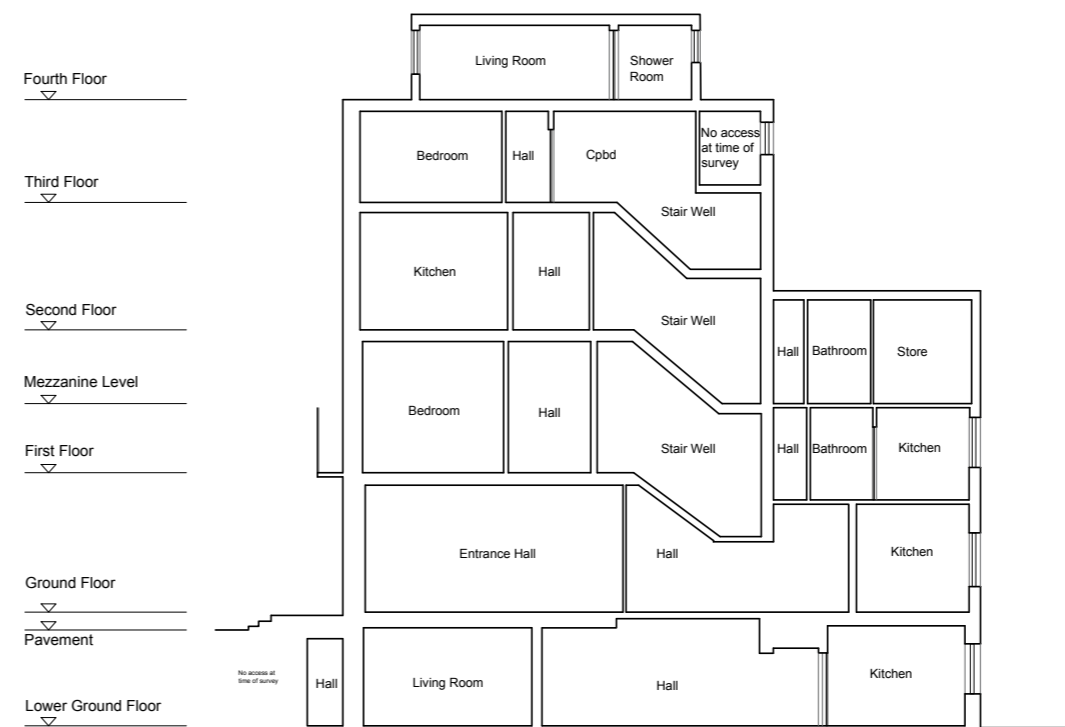 Living Room
Shower
Room
Fourth Floor
Bedroom
Hall
Cpbd
No access
at time of
survey
Third Floor
Stair Well
Kitchen
Hall
Second Floor
Stair Well
Hall
Bathroom
Store
Mezzanine Level
Bedroom
Hall
First Floor
Stair Well
Hall
Bathroom
Kitchen
Entrance Hall
Hall
Kitchen
Ground Floor
Pavement
No access at
time of survey
Hall
Living Room
Hall
Kitchen
Lower Ground Floor